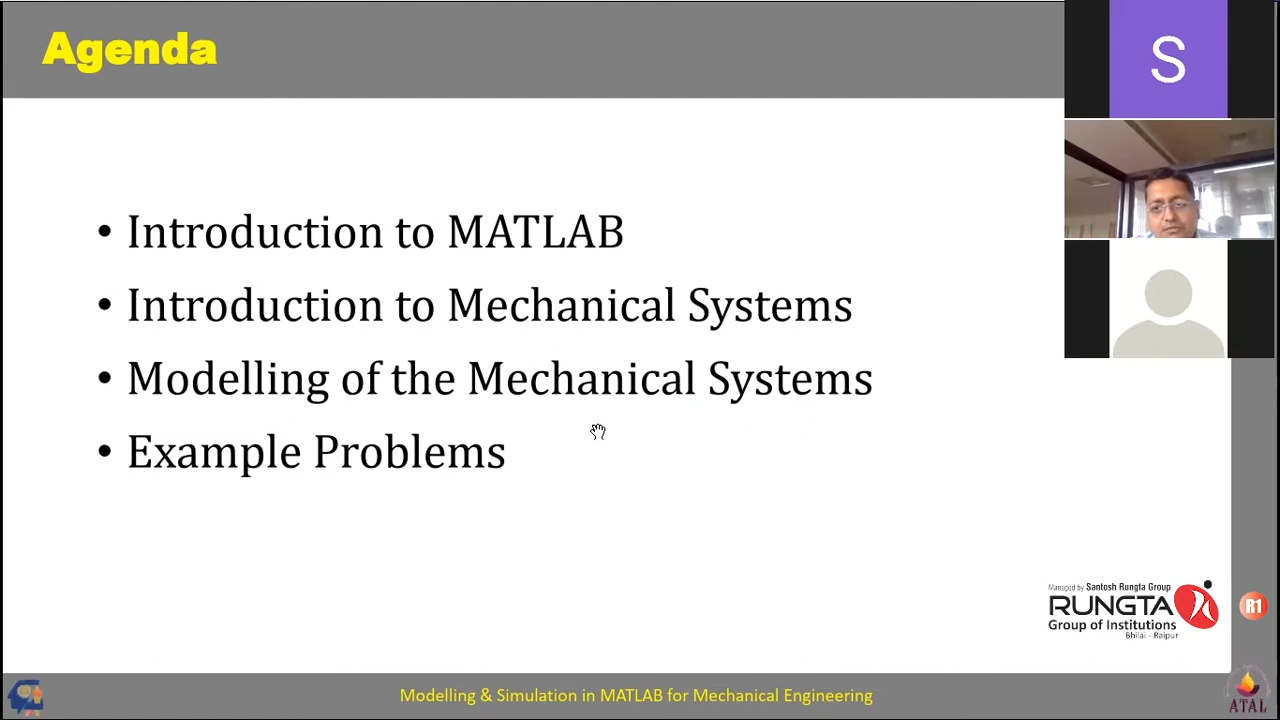 Agenda
S
• Introduction to MATLAB
• Introduction to Mechanical Systems
• Modelling of the Mechanical Systems
• Example Problems
Managed by Santosh Rungta Group
RUNGTA
Group of Institutions
Bhilai - Raipur
R1
Modelling & Simulation in MATLAB for Mechanical Engineering
ATAL